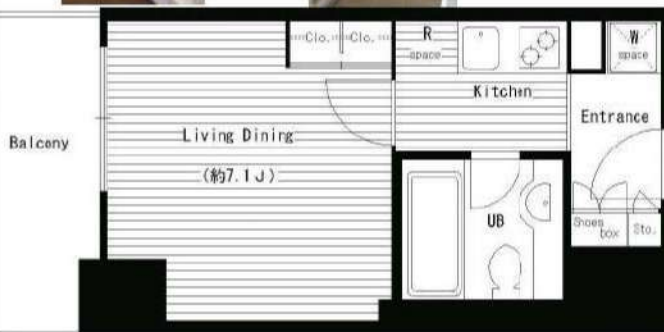 Clo.
Clo.
R
space
W
space
Kitchen
Entrance
Balcony
Living Dining
(約7.1J)
UB
Shoes
box
Sto.